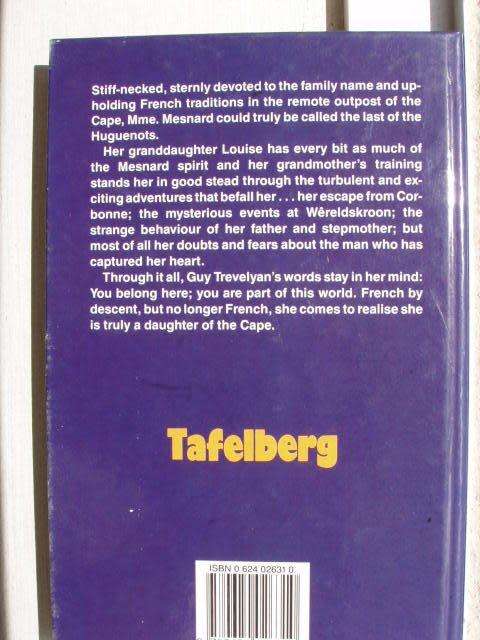 Stiff-necked, sternly devoted to the family name and up-
holding French traditions in the remote outpost of the
Cape, Mme. Mesnard could truly be called the last of the
Huguenots.
Her granddaughter Louise has every bit as much of
the Mesnard spirit and her grandmother's training
stands her in good stead through the turbulent and ex-
citing adventures that befall her . . . her escape from Cor-
bonne; the mysterious events at Wêreldskroon; the
strange behaviour of her father and stepmother; but
most of all her doubts and fears about the man who has
captured her heart.
Through it all, Guy Trevelyan's words stay in her mind:
You belong here; you are part of this world. French by
descent, but no longer French, she comes to realise she
is truly a daughter of the Cape.
Tafelberg
ISBN 0 624 02631 0